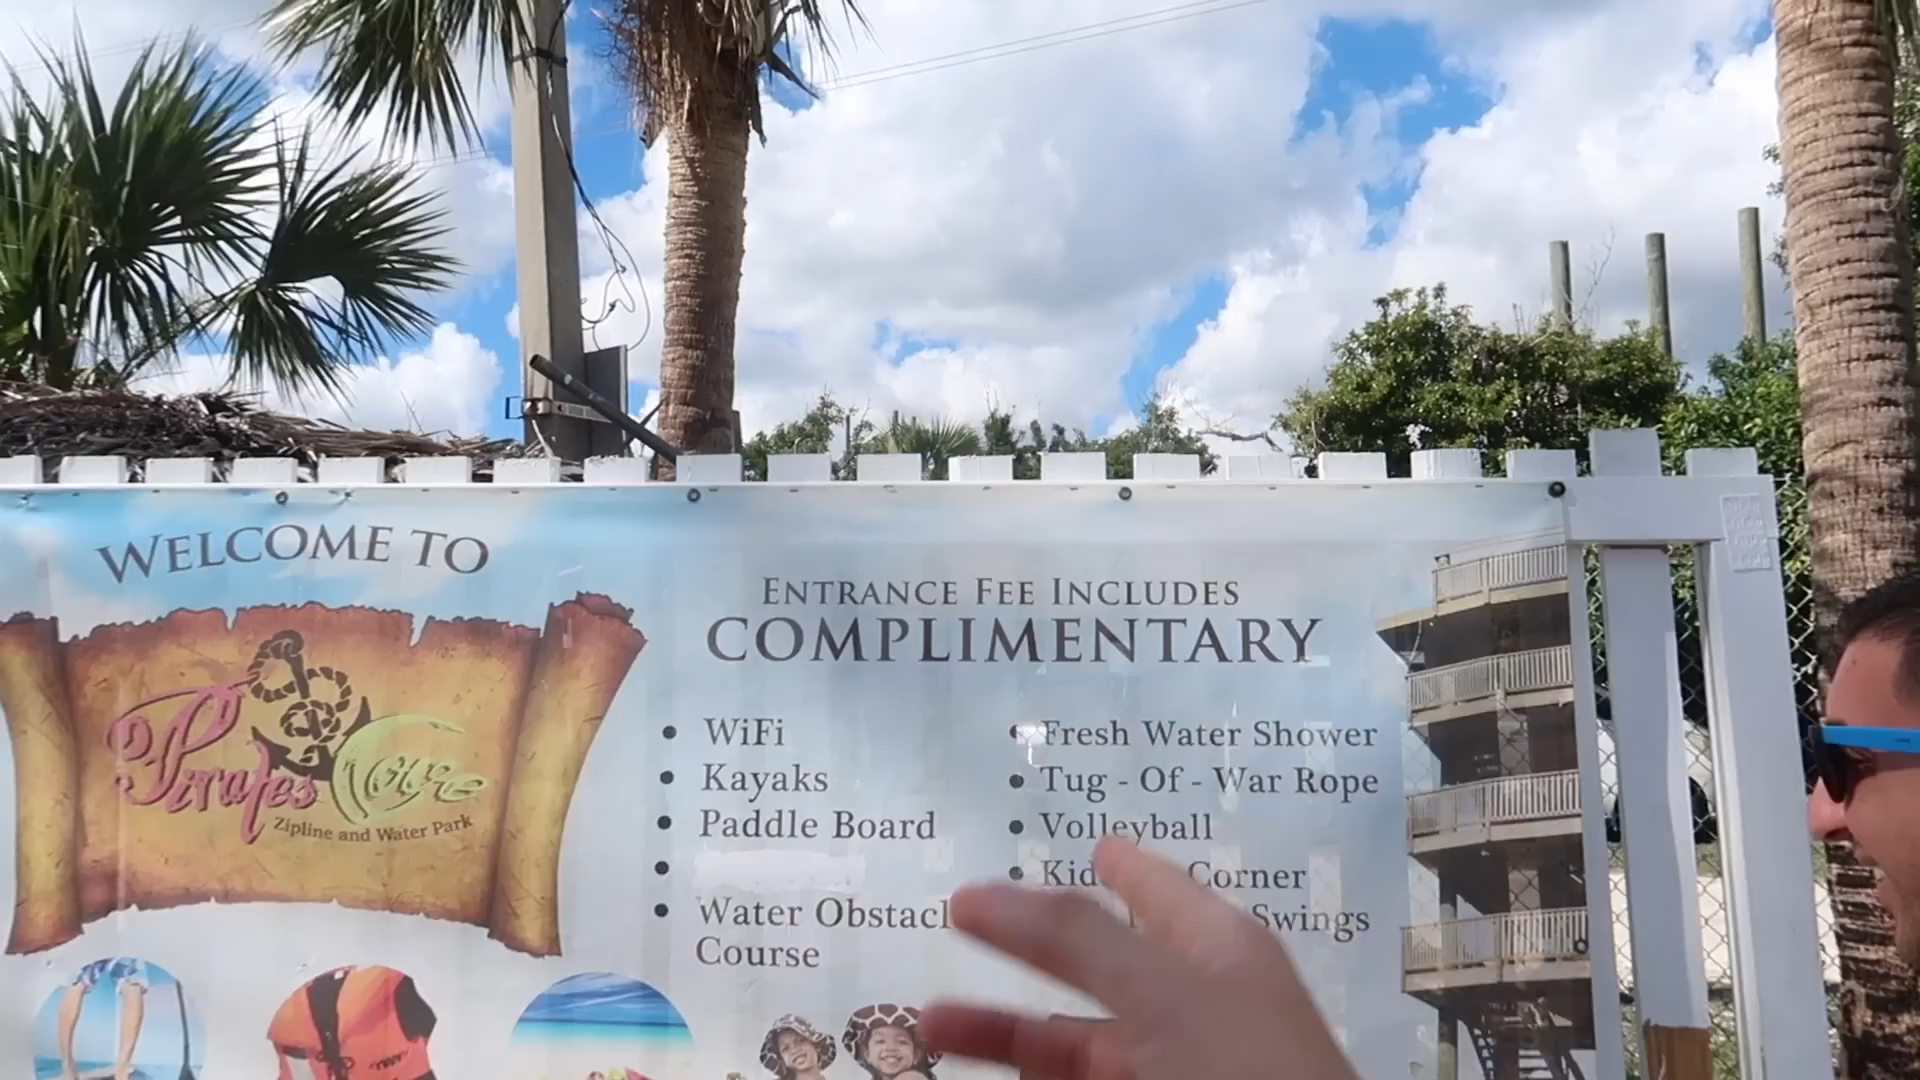 WELCOME TO
Pirates Cove
Zipline and Water Park
ENTRANCE FEE INCLUDES
COMPLIMENTARY
• WiFi
• Kayaks
• Paddle Board
•
• Water Obstacl
Course
• Fresh Water Shower
• Tug - Of - War Rope
• Volleyball
• Kid Corner
Swings